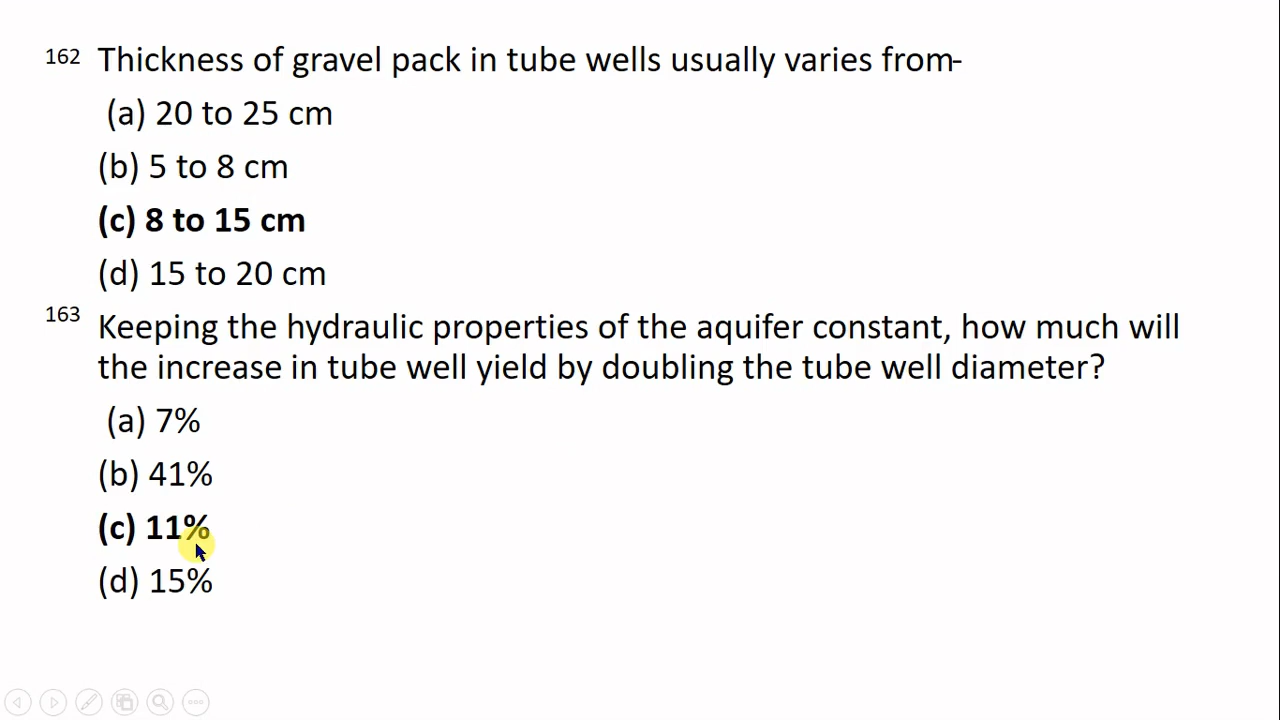 162 Thickness of gravel pack in tube wells usually varies from-
(a) 20 to 25 cm
(b) 5 to 8 cm
(c) 8 to 15 cm
(d) 15 to 20 cm
163 Keeping the hydraulic properties of the aquifer constant, how much will
the increase in tube well yield by doubling the tube well diameter?
(a) 7%
(b) 41%
(c) 11%
(d) 15%